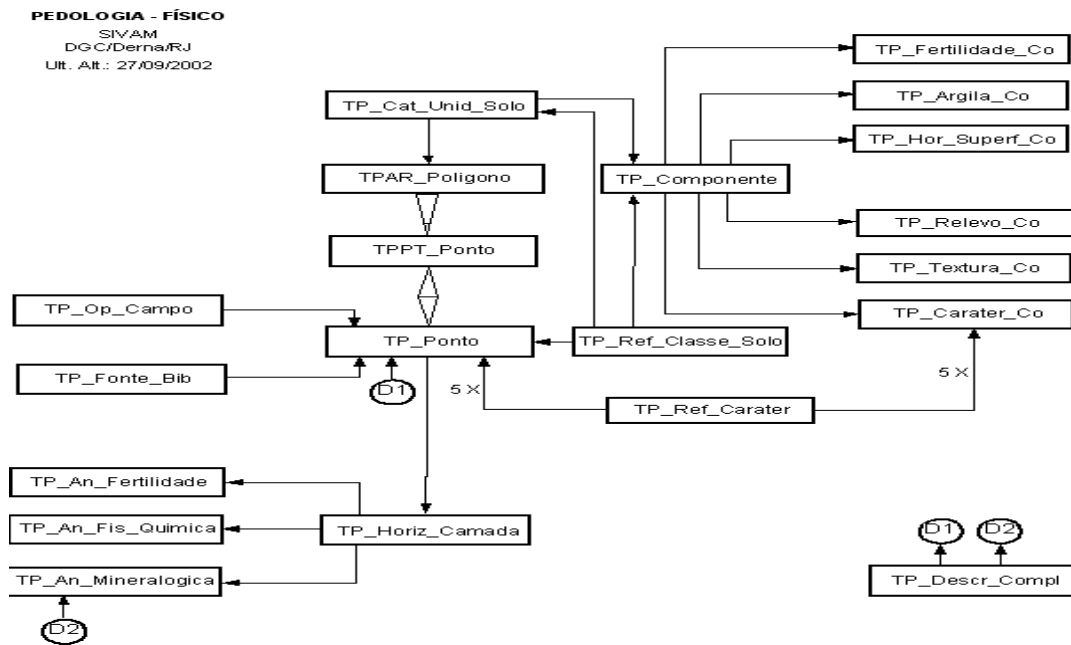 PEDOLOGIA - FÍSICO
SIVAM
DGC/Derna/RJ
Ult. Alt.: 27/09/2002
TP_Fertilidade_Co
TP_Cat_Unid_Solo
TP_Argila_Co
TP_Hor_Superf_Co
TPAR_Poligono
TP_Componente
TP_Relevo_Co
TPPT_Ponto
TP_Textura_Co
TP_Op_Campo
TP_Carater_Co
TP_Ponto
TP_Ref_Classe_Solo
TP_Fonte_Bib
D1
5 X
5 X
TP_Ref_Carater
TP_An_Fertilidade
TP_An_Fis_Quimica
TP_Horiz_Camada
D1
D2
TP_An_Mineralogica
TP_Descr_Compl
D2